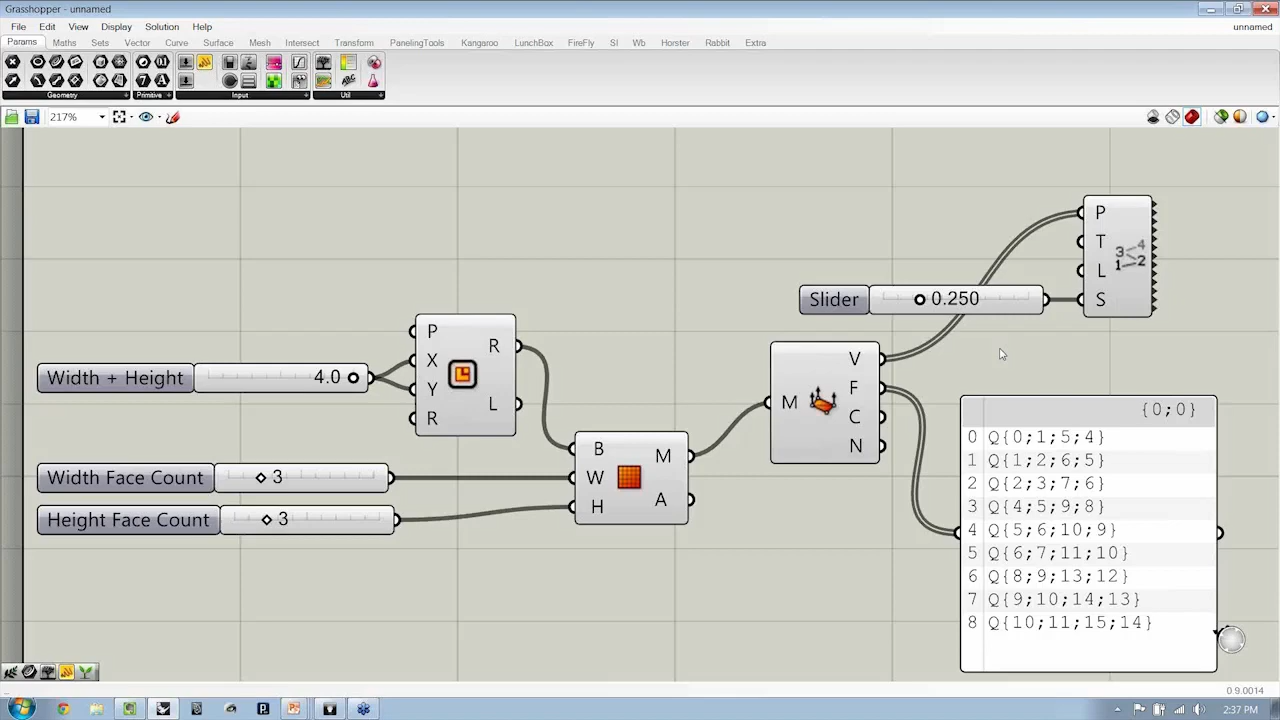 Grasshopper - unnamed
File Edit View Display Solution Help
unnamed
Params Maths Sets Vector Curve Surface Mesh Intersect Transform PanelingTools Kangaroo LunchBox FireFly SI Wb Horster Rabbit Extra
Geometry Primitive Input Util
217%
P
T
L
S
3 4
1 2
Slider 0.250
P
X
Y
R
R
L
Width + Height 4.0
M
V
F
C
N
{0;0}
0 Q{0;1;5;4}
1 Q{1;2;6;5}
2 Q{2;3;7;6}
3 Q{4;5;9;8}
4 Q{5;6;10;9}
5 Q{6;7;11;10}
6 Q{8;9;13;12}
7 Q{9;10;14;13}
8 Q{10;11;15;14}
B
W
H
M
A
Width Face Count 3
Height Face Count 3
0 9.0014
2:37 PM